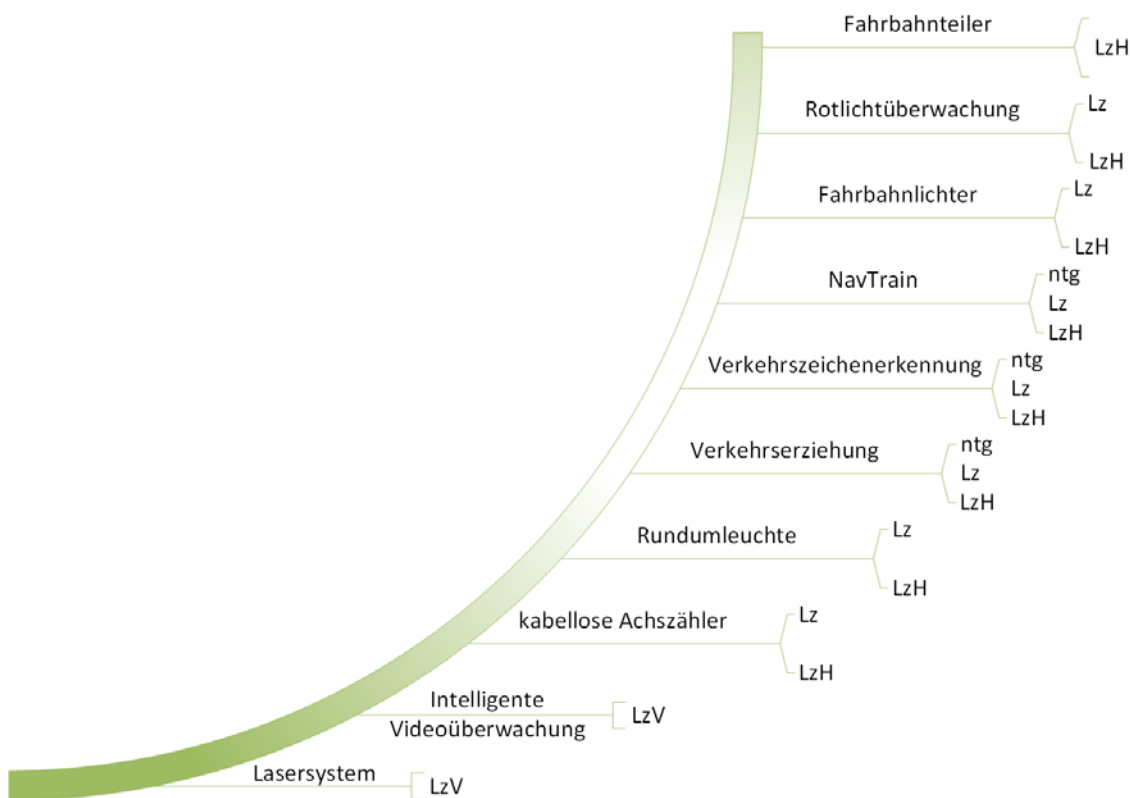 Fahrbahnteiler
LzH
Rotlichtüberwachung
Lz
LzH
Fahrbahnlichter
Lz
LzH
NavTrain
ntg
Lz
LzH
Verkehrszeichenerkennung
ntg
Lz
LzH
Verkehrserziehung
ntg
Lz
LzH
Rundumleuchte
Lz
LzH
kabellose Achszähler
Lz
LzH
Intelligente
Videoüberwachung
LzV
Lasersystem
LzV